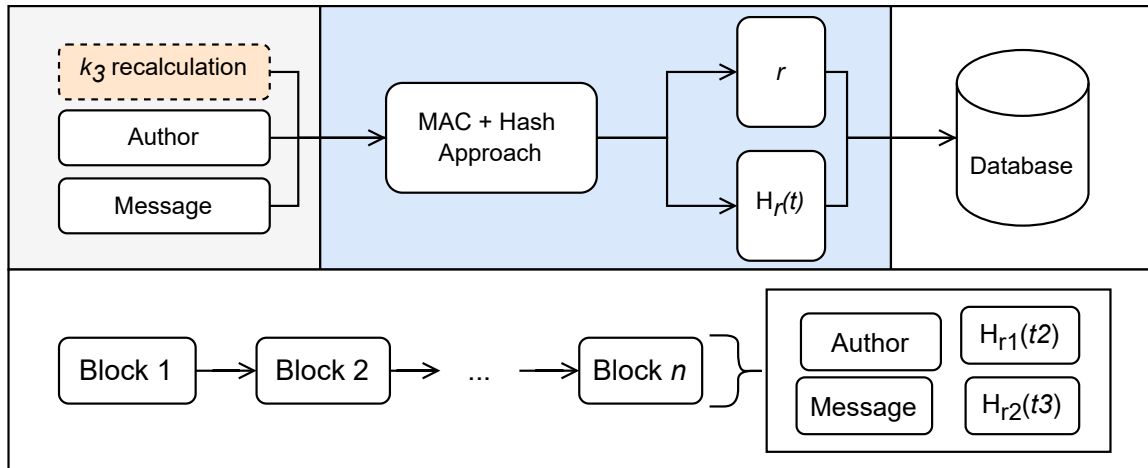 k3 recalculation
Author
Message
MAC + Hash
Approach
r
Hr(t)
Database
Block 1
Block 2
...
Block n
Author
Hr1(t2)
Message
Hr2(t3)